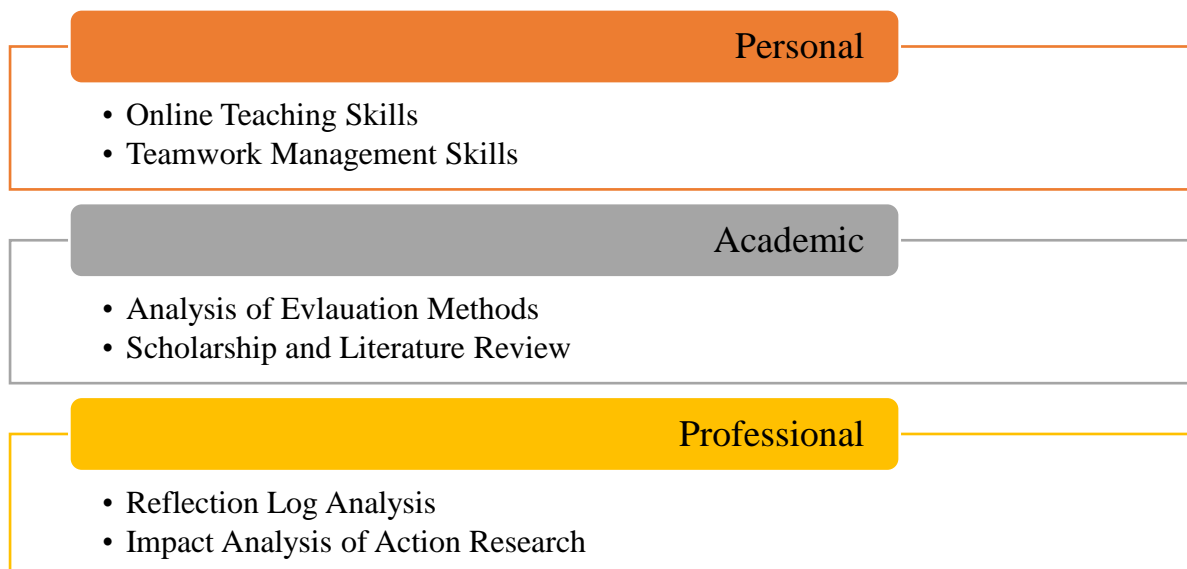 Personal
• Online Teaching Skills
• Teamwork Management Skills
Academic
• Analysis of Evlauation Methods
• Scholarship and Literature Review
Professional
• Reflection Log Analysis
• Impact Analysis of Action Research